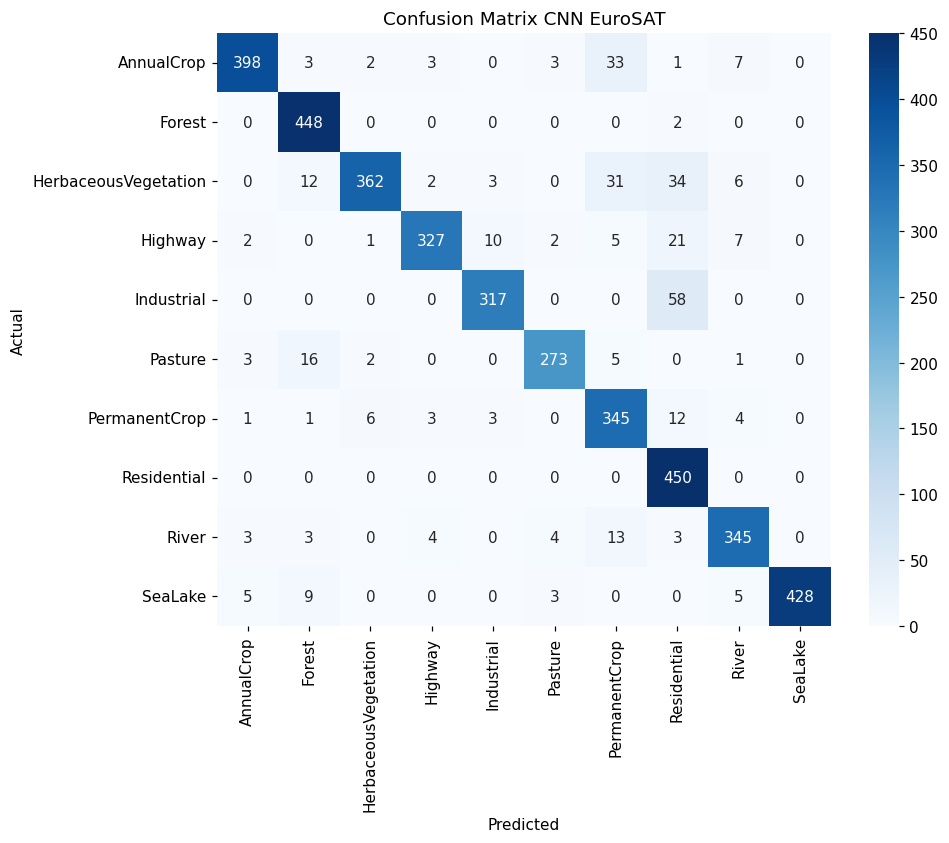 Confusion Matrix CNN EuroSAT
Actual
AnnualCrop 398 3 2 3 0 3 33 1 7 0
Forest 0 448 0 0 0 0 0 2 0 0
HerbaceousVegetation 0 12 362 2 3 0 31 34 6 0
Highway 2 0 1 327 10 2 5 21 7 0
Industrial 0 0 0 0 317 0 0 58 0 0
Pasture 3 16 2 0 0 273 5 0 1 0
PermanentCrop 1 1 6 3 3 0 345 12 4 0
Residential 0 0 0 0 0 0 0 450 0 0
River 3 3 0 4 0 4 13 3 345 0
SeaLake 5 9 0 0 0 3 0 0 5 428
AnnualCrop
Forest
HerbaceousVegetation
Highway
Industrial
Pasture
PermanentCrop
Residential
River
SeaLake
Predicted
450
400
350
300
250
200
150
100
50
0